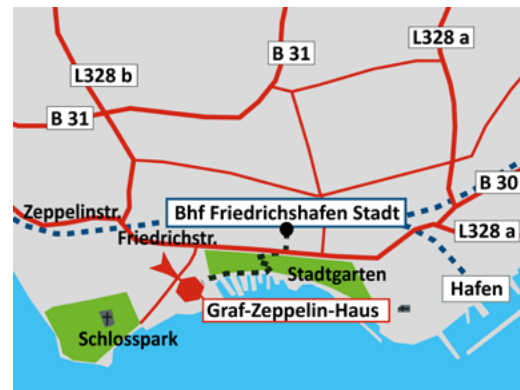 B 31
L328 a
L328 b
B 31
B 30
Zeppelinstr.
Bhf Friedrichshafen Stadt
Friedrichstr.
L328 a
Stadtgarten
Hafen
Graf-Zeppelin-Haus
Schlosspark